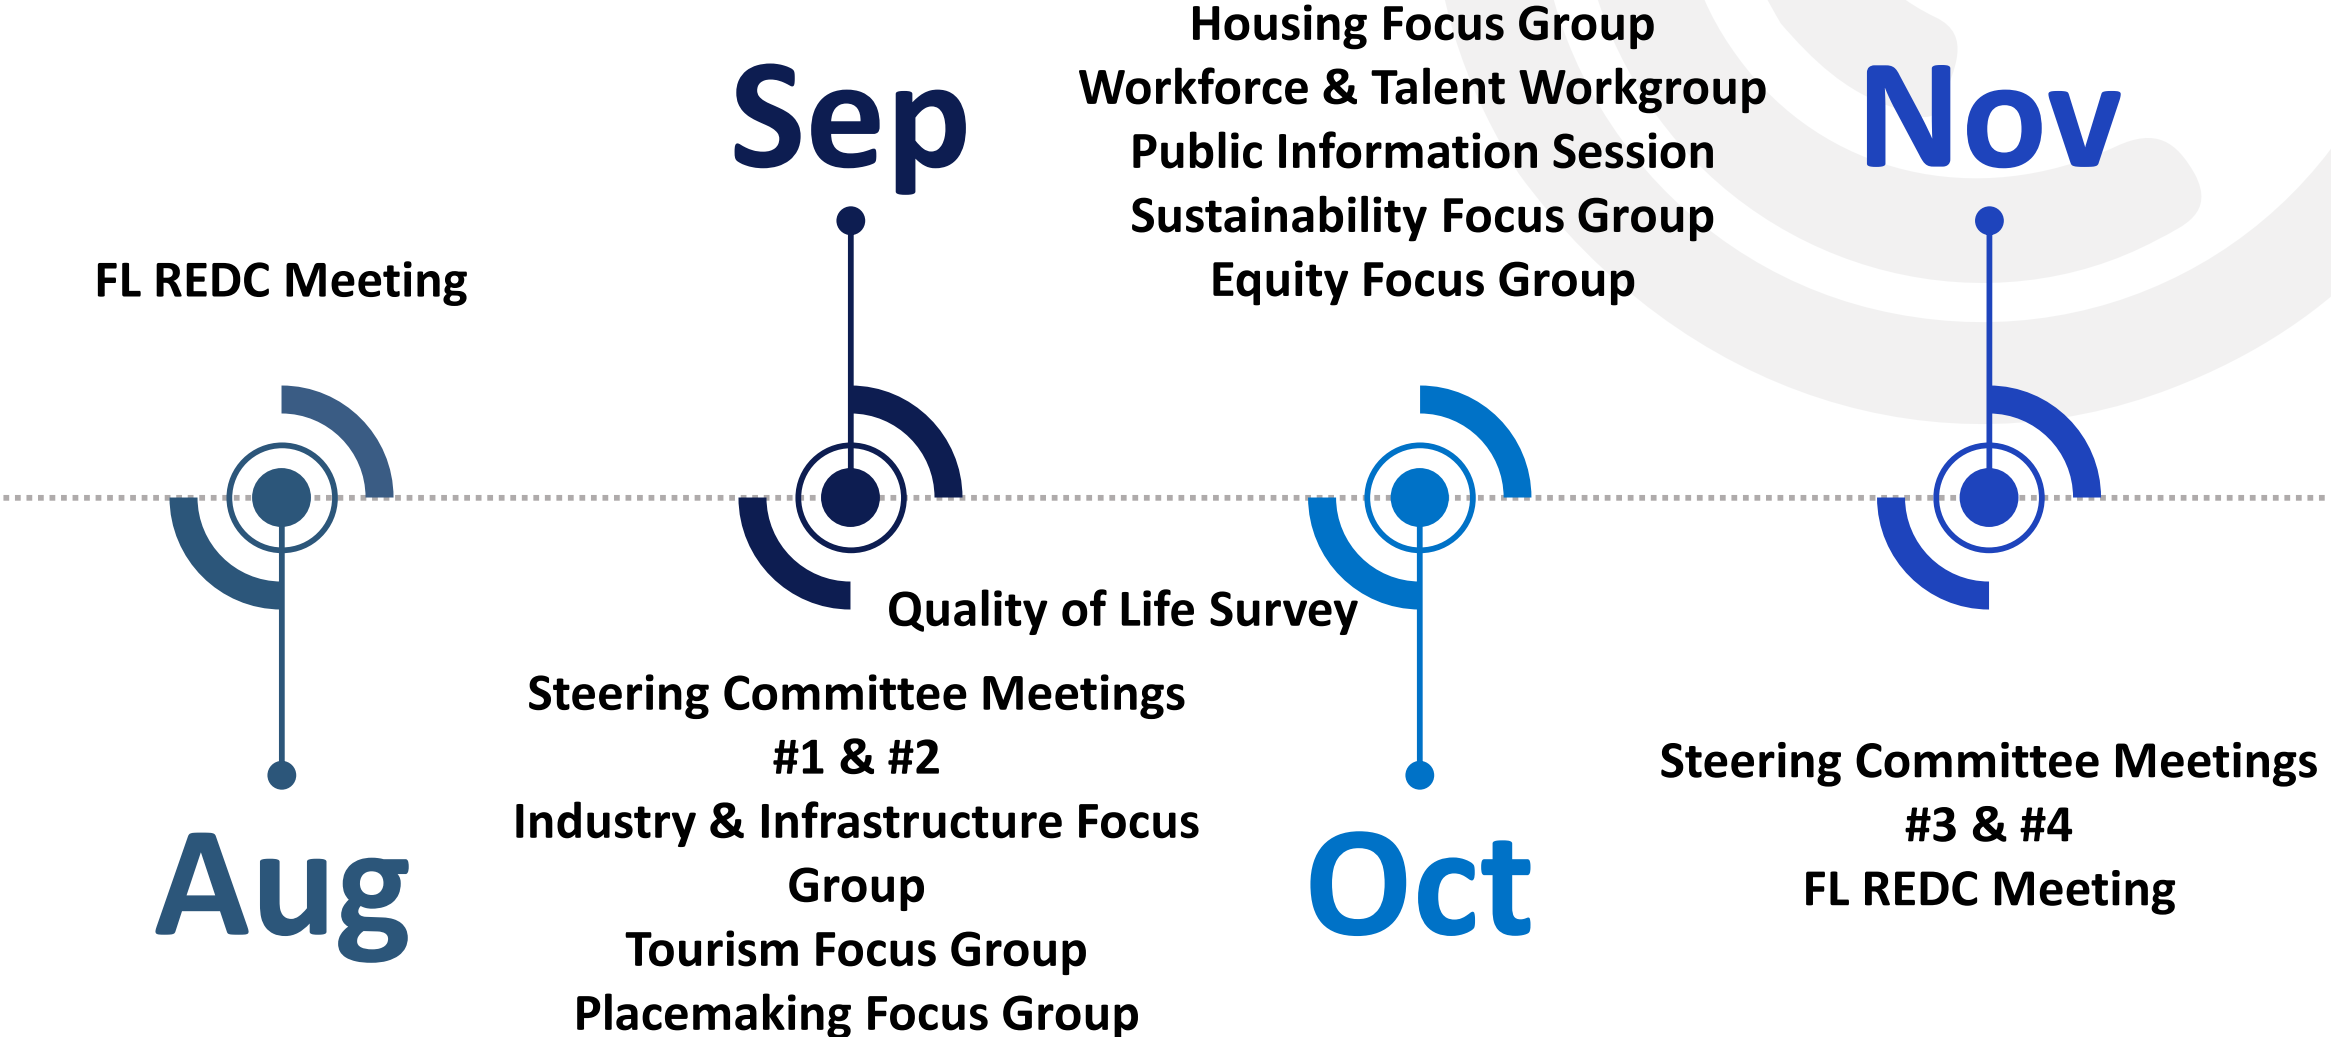 FL REDC Meeting
Aug
Sep
Quality of Life Survey
Steering Committee Meetings
#1 & #2
Industry & Infrastructure Focus
Group
Tourism Focus Group
Placemaking Focus Group
Housing Focus Group
Workforce & Talent Workgroup
Public Information Session
Sustainability Focus Group
Equity Focus Group
Oct
Nov
Steering Committee Meetings
#3 & #4
FL REDC Meeting